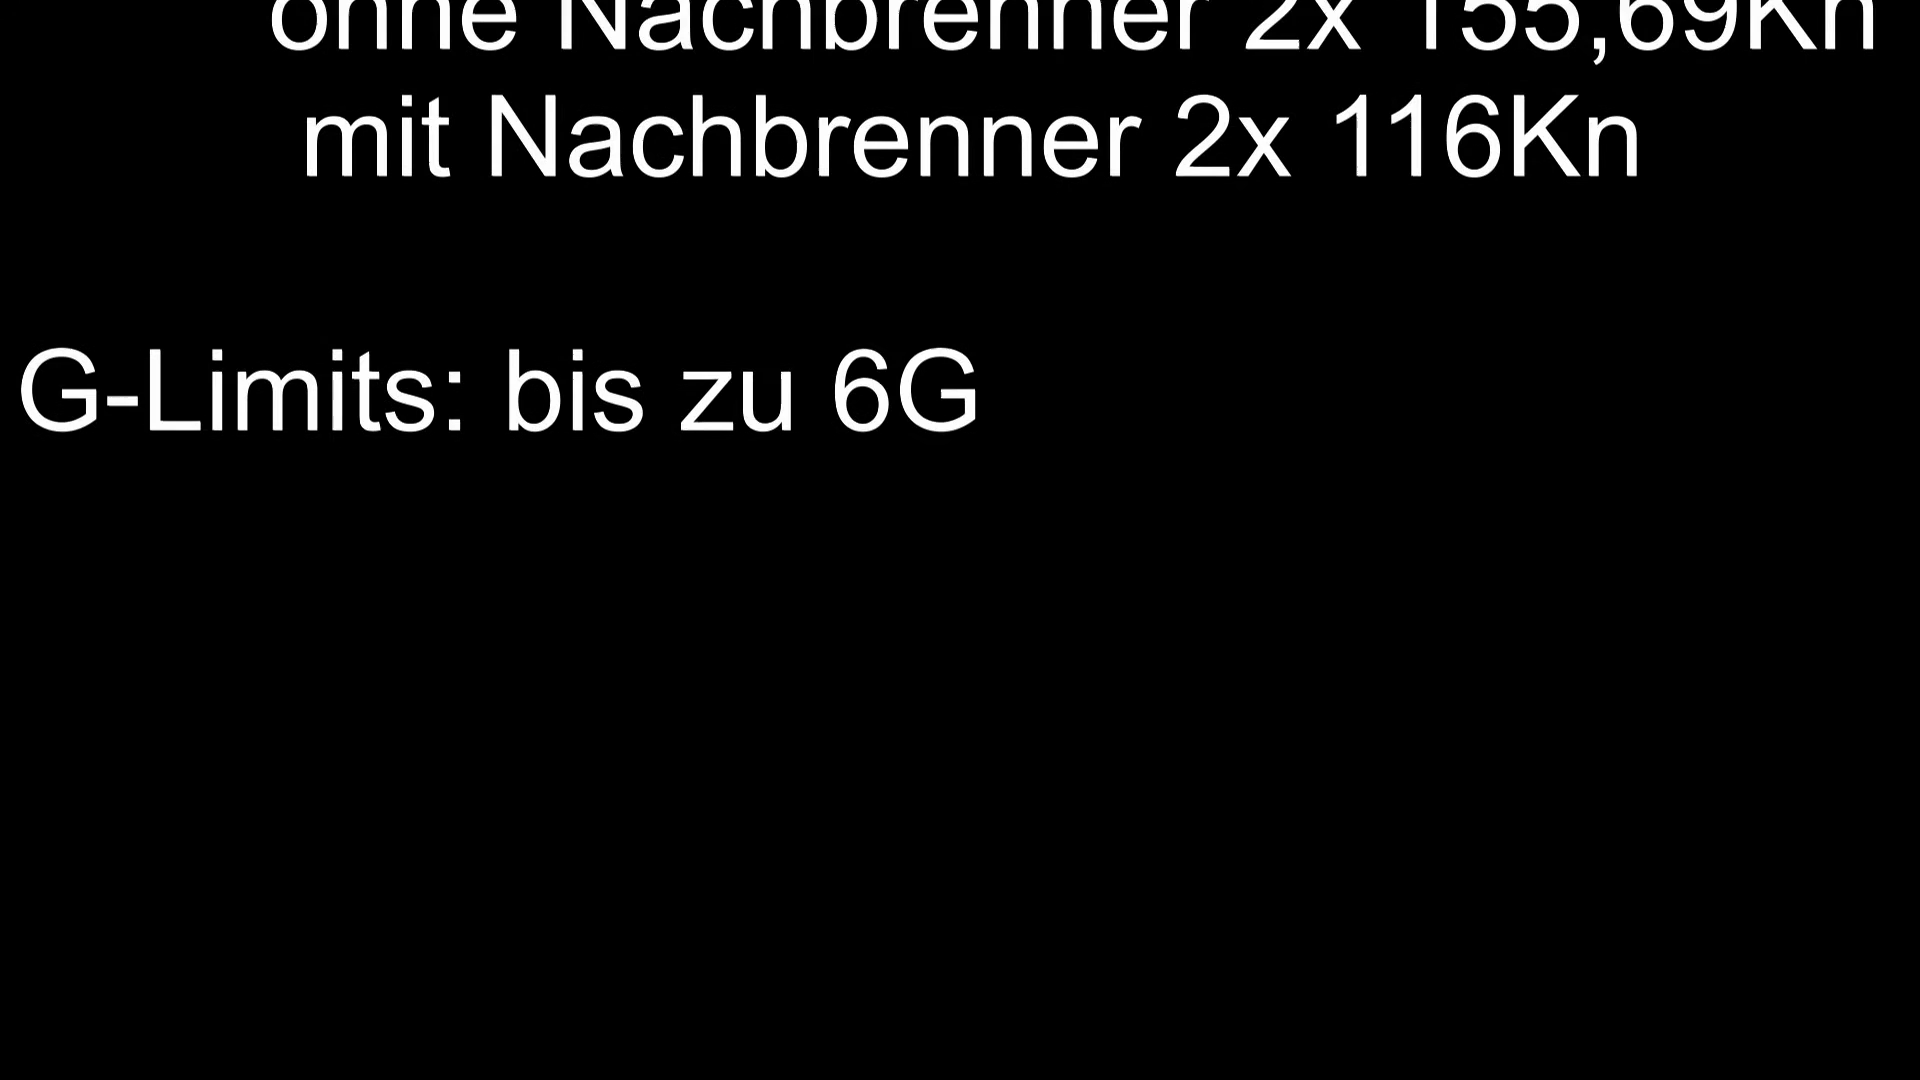 ohne Nachbrenner 2x 155,69Kn
mit Nachbrenner 2x 116Kn
G-Limits: bis zu 6G